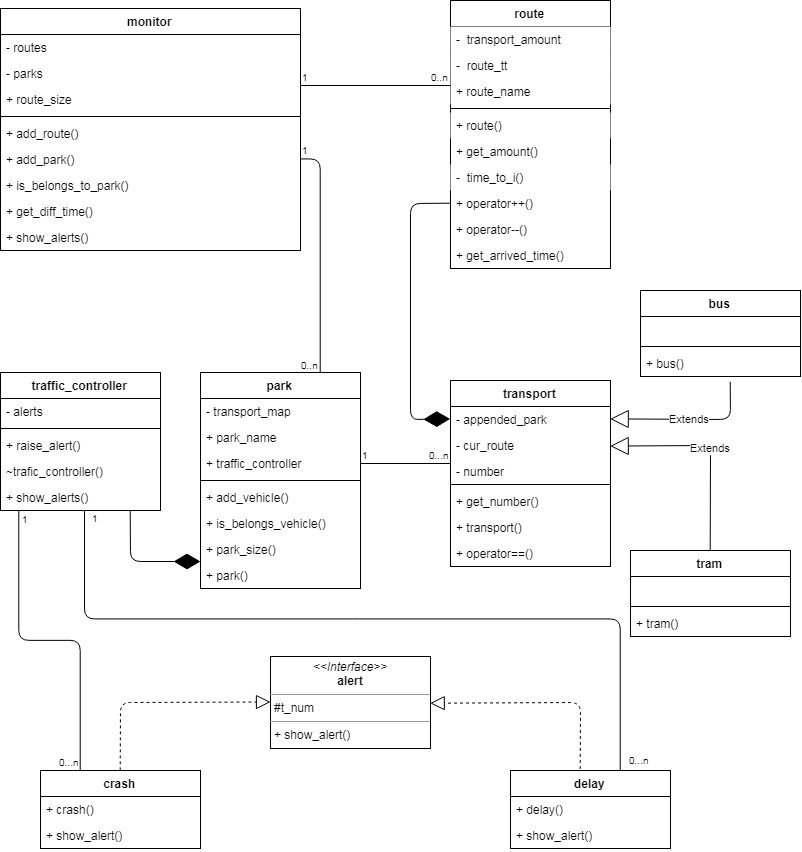 monitor
- routes
- parks
+ route_size
+ add_route()
+ add_park()
+ is_belongs_to_park()
+ get_diff_time()
+ show_alerts()
1
0..n
1
0..n
route
- transport_amount
- route_tt
+ route_name
+ route()
+ get_amount()
- time_to_i()
+ operator++()
+ operator--()
+ get_arrived_time()
bus
+ bus()
traffic_controller
- alerts
+ raise_alert()
~trafic_controller()
+ show_alerts()
1
1
park
- transport_map
+ park_name
+ traffic_controller
+ add_vehicle()
+ is_belongs_vehicle()
+ park_size()
+ park()
1
0..n
transport
- appended_park
- cur_route
- number
+ get_number()
+ transport()
+ operator==()
Extends
Extends
tram
+ tram()
<<Interface>>
alert
#t_num
+ show_alert()
0...n
0...n
crash
+ crash()
+ show_alert()
delay
+ delay()
+ show_alert()